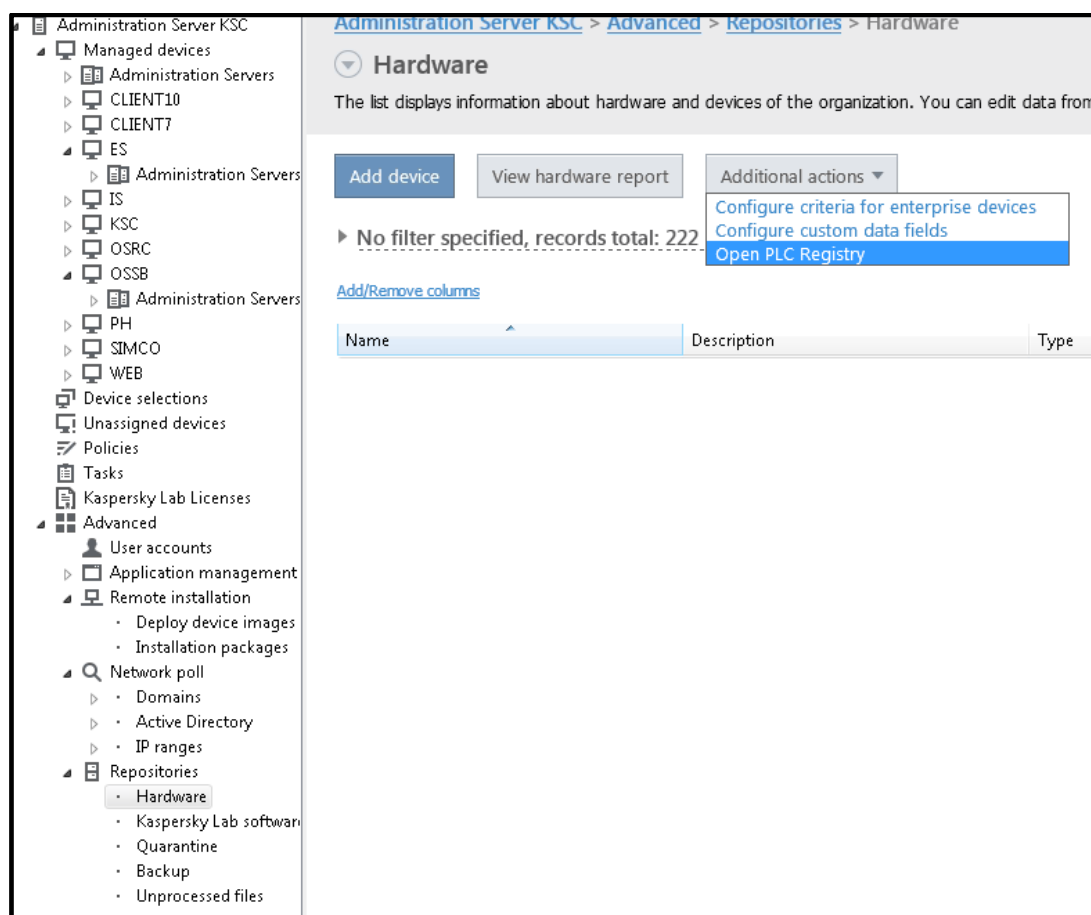 Administration Server KSC
Managed devices
Administration Servers
CLIENT10
CLIENT7
ES
Administration Servers
IS
KSC
OSRC
OSSB
Administration Servers
PH
SIMCO
WEB
Device selections
Unassigned devices
Policies
Tasks
Kaspersky Lab Licenses
Advanced
User accounts
Application management
Remote installation
Deploy device images
Installation packages
Network poll
Domains
Active Directory
IP ranges
Repositories
Hardware
Kaspersky Lab softwar
Quarantine
Backup
Unprocessed files
Administration Server KSC > Advanced > Repositories > Hardware
Hardware
The list displays information about hardware and devices of the organization. You can edit data from
Add device View hardware report Additional actions
Configure criteria for enterprise devices
Configure custom data fields
Open PLC Registry
No filter specified, records total: 222
Add/Remove columns
Name Description Type